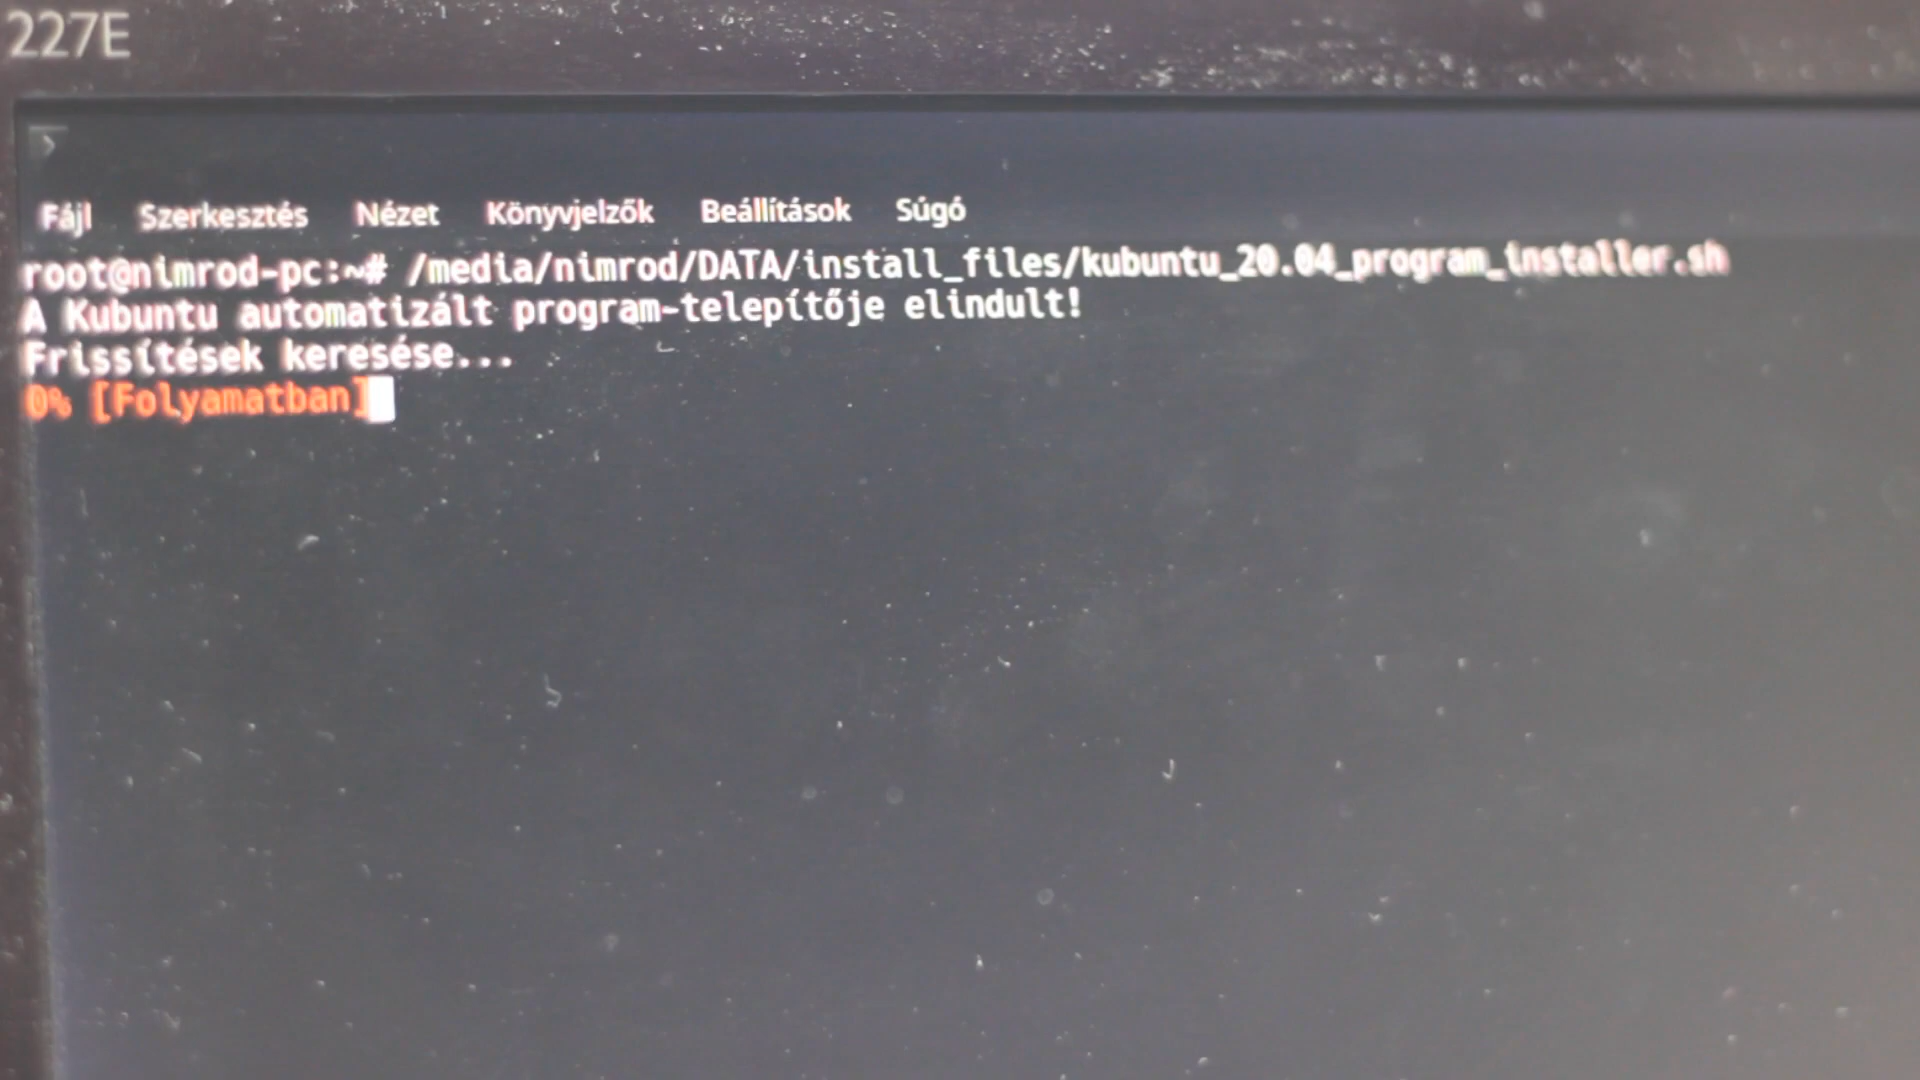 227E
Fájl Szerkesztés Nézet Könyvjelzők Beállítások Súgó
root@nimrod-pc:~# /media/nimrod/DATA/install_files/kubuntu_20.04_program_installer.sh
A Kubuntu automatizált program-telepítője elindult!
Frissítések keresése...
0% [Folyamatban]